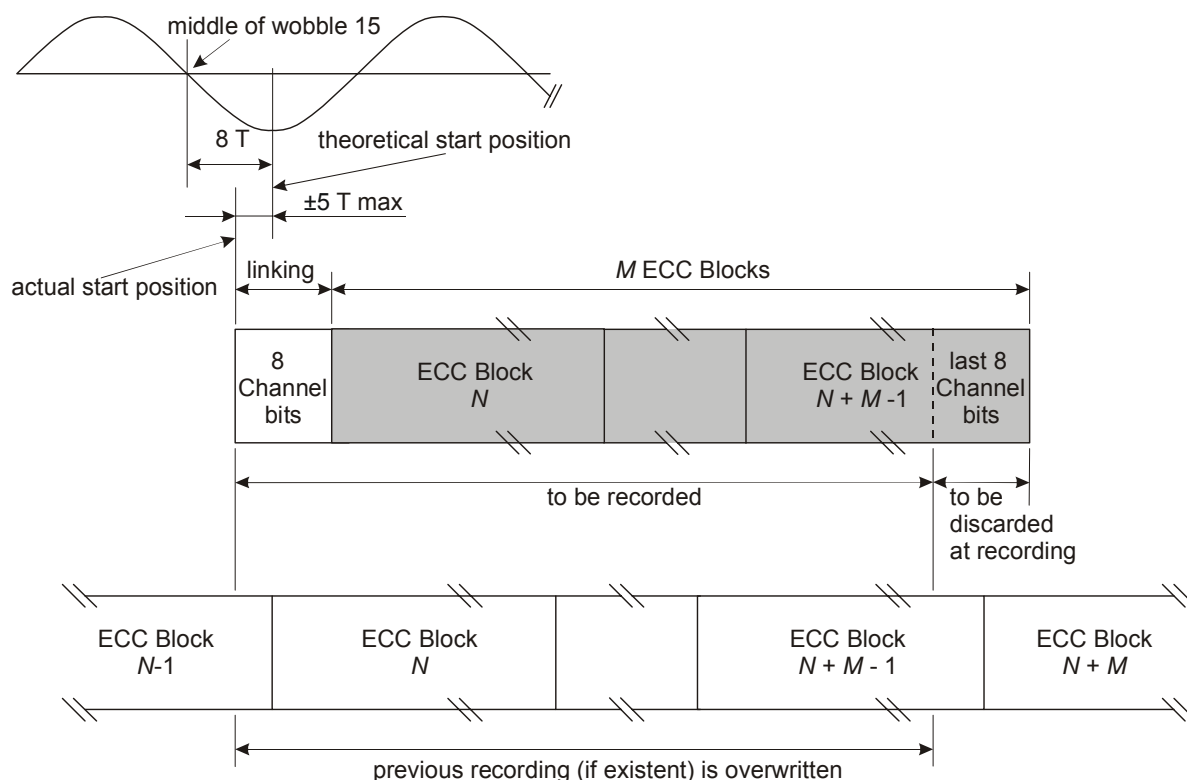 middle of wobble 15
8 T
theoretical start position
±5 T max
linking
M ECC Blocks
actual start position
8
Channel
bits
ECC Block
N
ECC Block
N + M -1
last 8
Channel
bits
to be recorded
to be
discarded
at recording
ECC Block
N-1
ECC Block
N
ECC Block
N + M - 1
ECC Block
N + M
previous recording (if existent) is overwritten